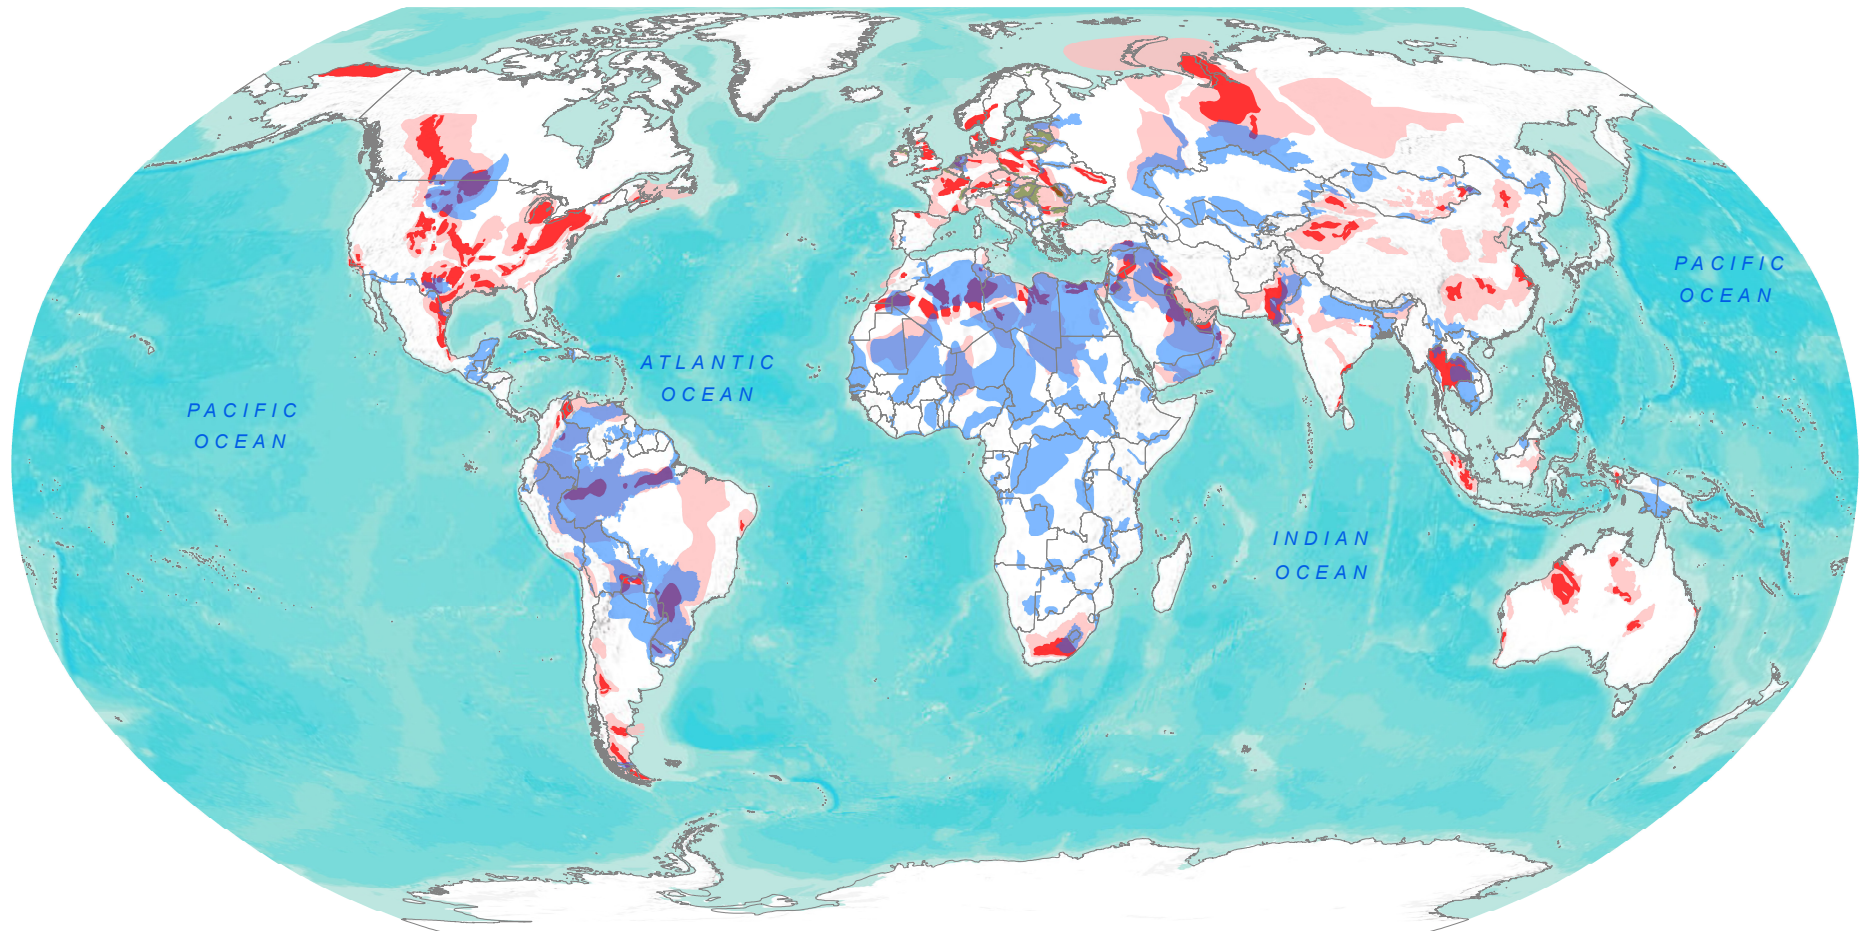 PACIFIC
OCEAN
ATLANTIC
OCEAN
PACIFIC
OCEAN
INDIAN
OCEAN